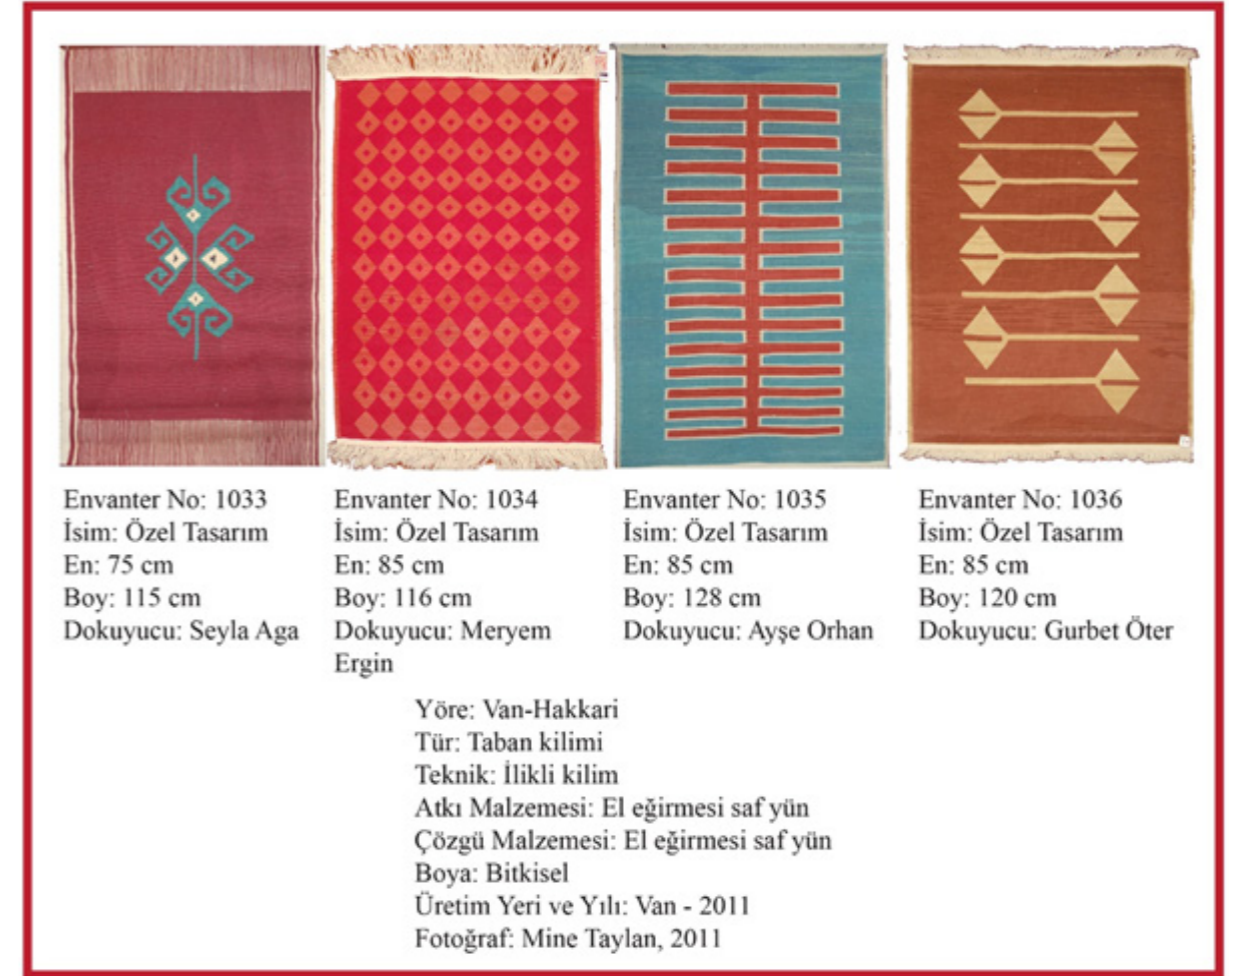 Envanter No: 1033
İsim: Özel Tasarım
En: 75 cm
Boy: 115 cm
Dokuyucu: Seyla Aga
Envanter No: 1034
İsim: Özel Tasarım
En: 85 cm
Boy: 116 cm
Dokuyucu: Meryem
Ergin
Envanter No: 1035
İsim: Özel Tasarım
En: 85 cm
Boy: 128 cm
Dokuyucu: Ayşe Orhan
Envanter No: 1036
İsim: Özel Tasarım
En: 85 cm
Boy: 120 cm
Dokuyucu: Gurbet Öter
Yöre: Van-Hakkari
Tür: Taban kilimi
Teknik: İlikli kilim
Atkı Malzemesi: El eğirmesi saf yün
Çözgü Malzemesi: El eğirmesi saf yün
Boya: Bitkisel
Üretim Yeri ve Yılı: Van - 2011
Fotoğraf: Mine Taylan, 2011